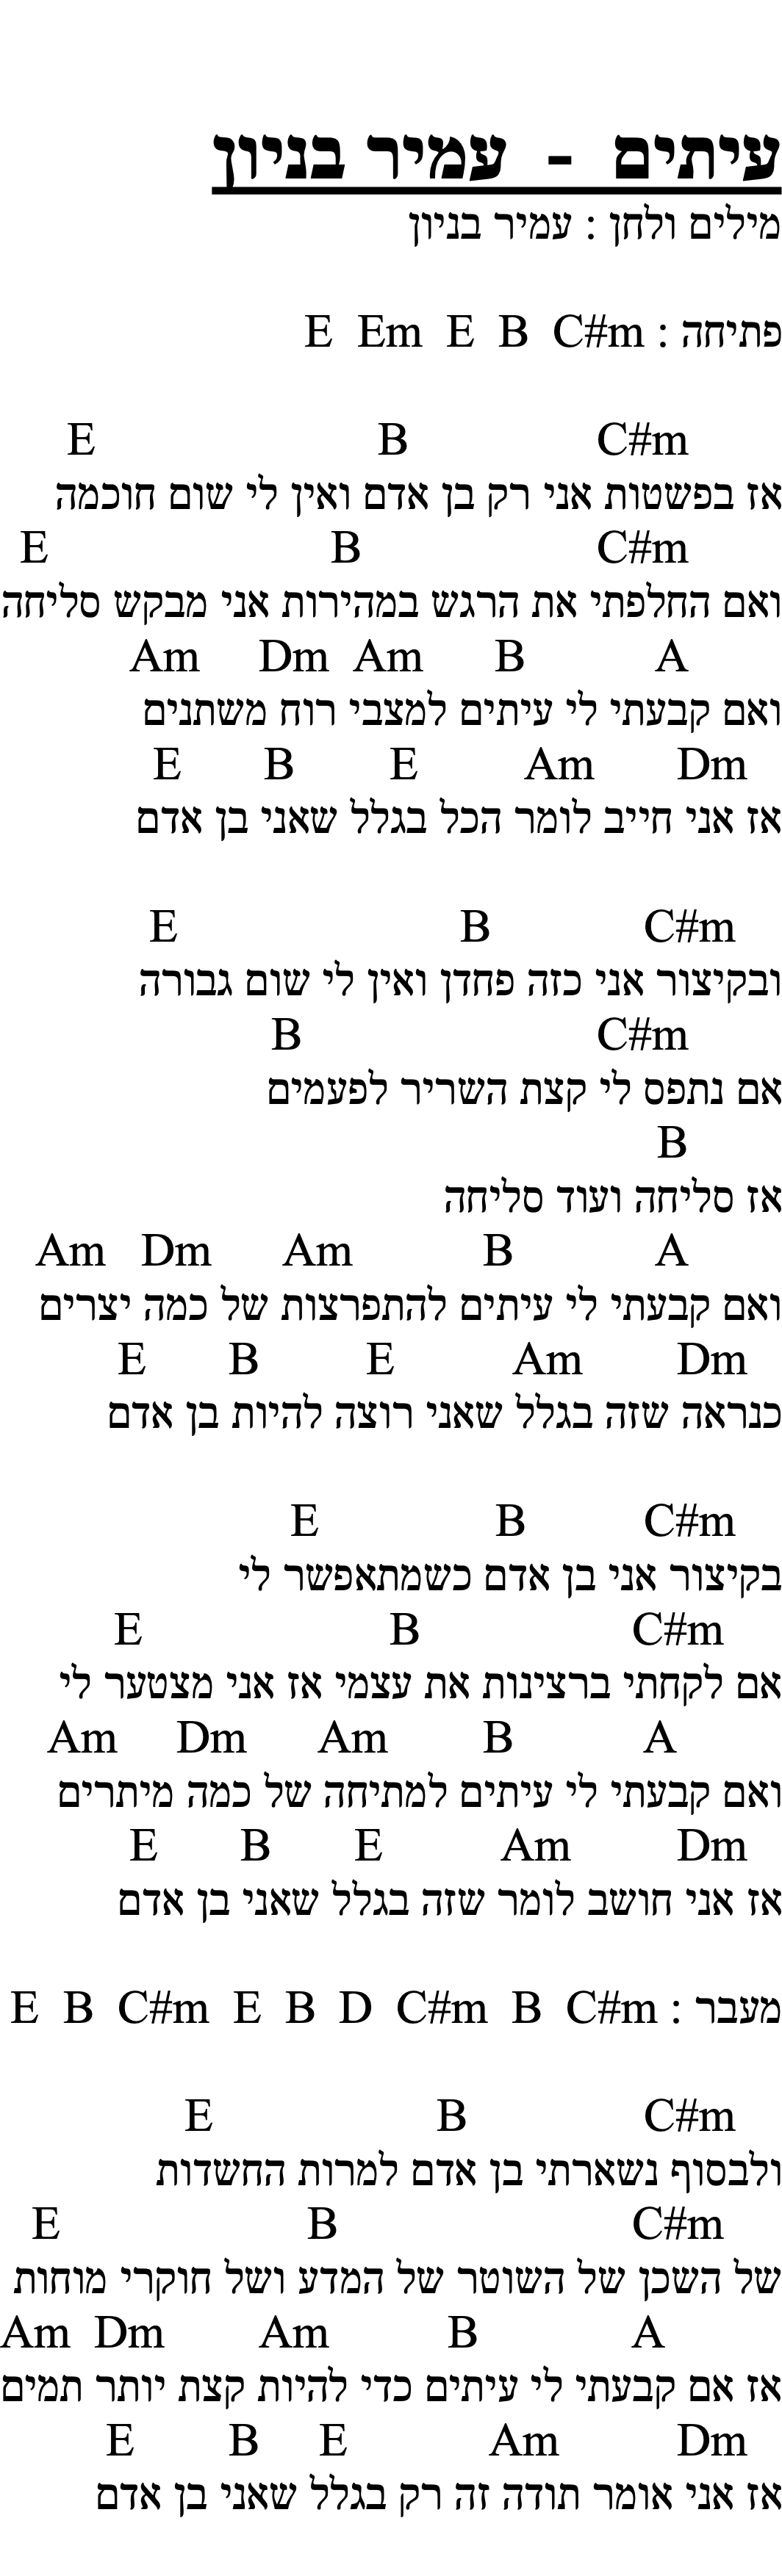 עיתים - עמיר בניון
מילים ולחן : עמיר בניון
פתיחה : E Em E B C#m
E B C#m
אז בפשטות אני רק בן אדם ואין לי שום חוכמה
E B C#m
ואם החלפתי את הרגש במהירות אני מבקש סליחה
Am Dm Am B A
ואם קבעתי לי עיתים למצבי רוח משתנים
E B E Am Dm
אז אני חייב לומר הכל בגלל שאני בן אדם
E B C#m
ובקיצור אני כזה פחדן ואין לי שום גבורה
B C#m
אם נתפס לי קצת השריר לפעמים
B
אז סליחה ועוד סליחה
Am Dm Am B A
ואם קבעתי לי עיתים להתפרצות של כמה יצרים
E B E Am Dm
כנראה שזה בגלל שאני רוצה להיות בן אדם
E B C#m
בקיצור אני בן אדם כשמתאפשר לי
E B C#m
אם לקחתי ברצינות את עצמי אז אני מצטער לי
Am Dm Am B A
ואם קבעתי לי עיתים למתיחה של כמה מיתרים
E B E Am Dm
אז אני חושב לומר שזה בגלל שאני בן אדם
מעבר : E B C#m E B D C#m B C#m
E B C#m
ולבסוף נשארתי בן אדם למרות החשדות
E B C#m
של השכן של השוטר של המדע ושל חוקרי מוחות
Am Dm Am B A
אז אם קבעתי לי עיתים כדי להיות קצת יותר תמים
E B E Am Dm
אז אני אומר תודה זה רק בגלל שאני בן אדם